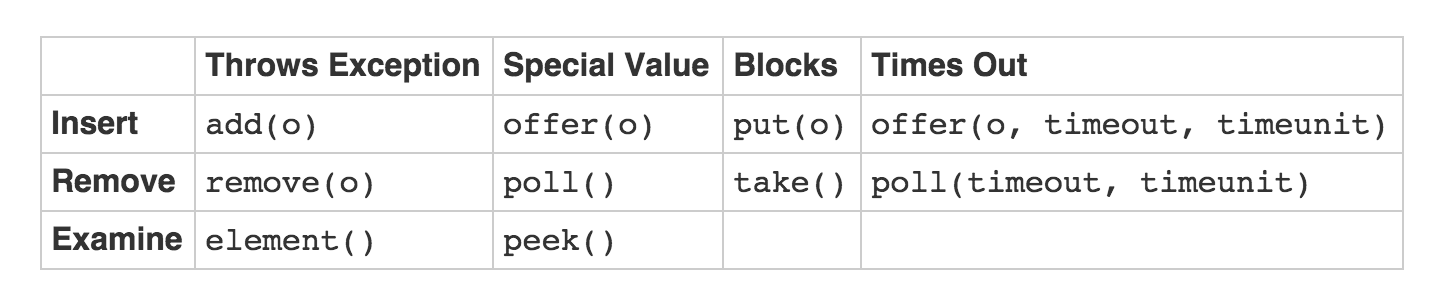 Throws Exception Special Value Blocks Times Out
Insert add(o) offer(o) put(o) offer(o, timeout, timeunit)
Remove remove(o) poll() take() poll(timeout, timeunit)
Examine element() peek()